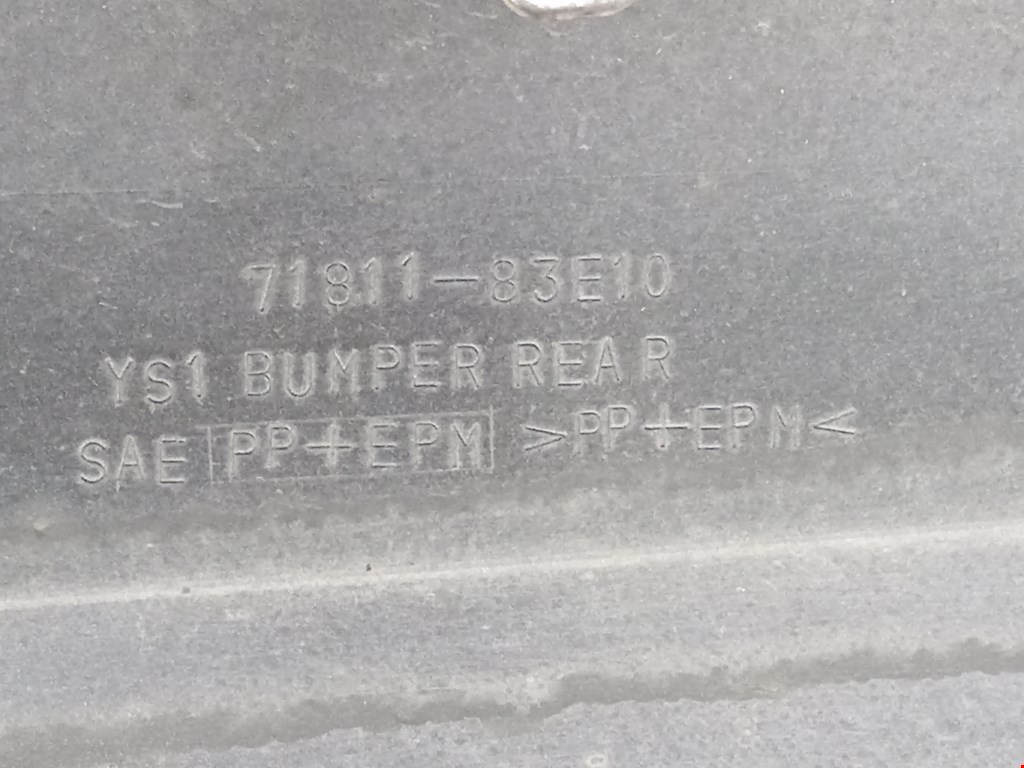 71811-83E10
YS1 BUMPER REAR
SAE PP+EPM >PP+EPM<